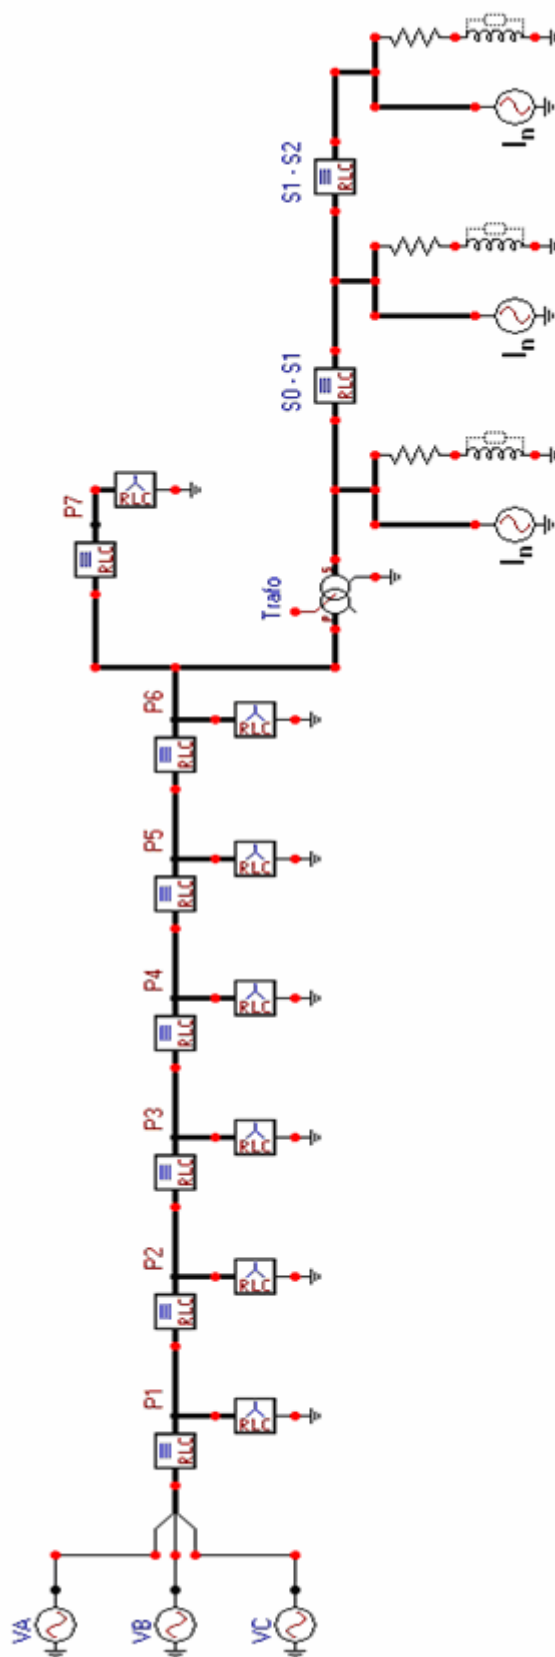 VA
VB
VC
RLC
P1
RLC
RLC
P2
RLC
RLC
P3
RLC
RLC
P4
RLC
RLC
P5
RLC
RLC
P6
RLC
RLC
P7
RLC
Trafo
P
S
In
S0 - S1
RLC
In
S1 - S2
RLC
In